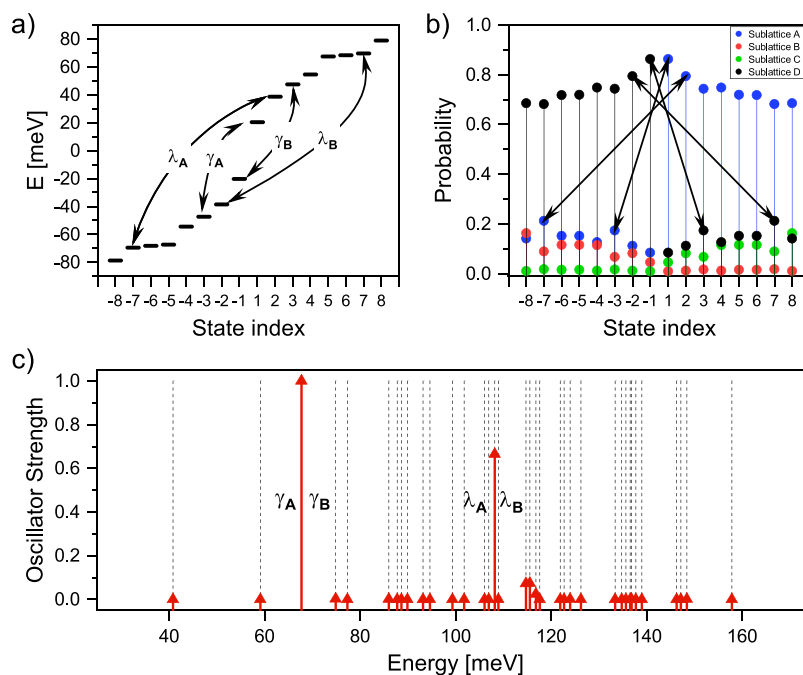 a)
E [meV]
80
60
40
20
0
-20
-40
-60
-80
λA
γA
γB
λB
-8 -7 -6 -5 -4 -3 -2 -1 1 2 3 4 5 6 7 8
State index
b)
Probability
1.0
0.8
0.6
0.4
0.2
0.0
Sublattice A
Sublattice B
Sublattice C
Sublattice D
-8 -7 -6 -5 -4 -3 -2 -1 1 2 3 4 5 6 7 8
State index
c)
Oscillator Strength
1.0
0.8
0.6
0.4
0.2
0.0
γA γB
λA λB
40 60 80 100 120 140 160
Energy [meV]